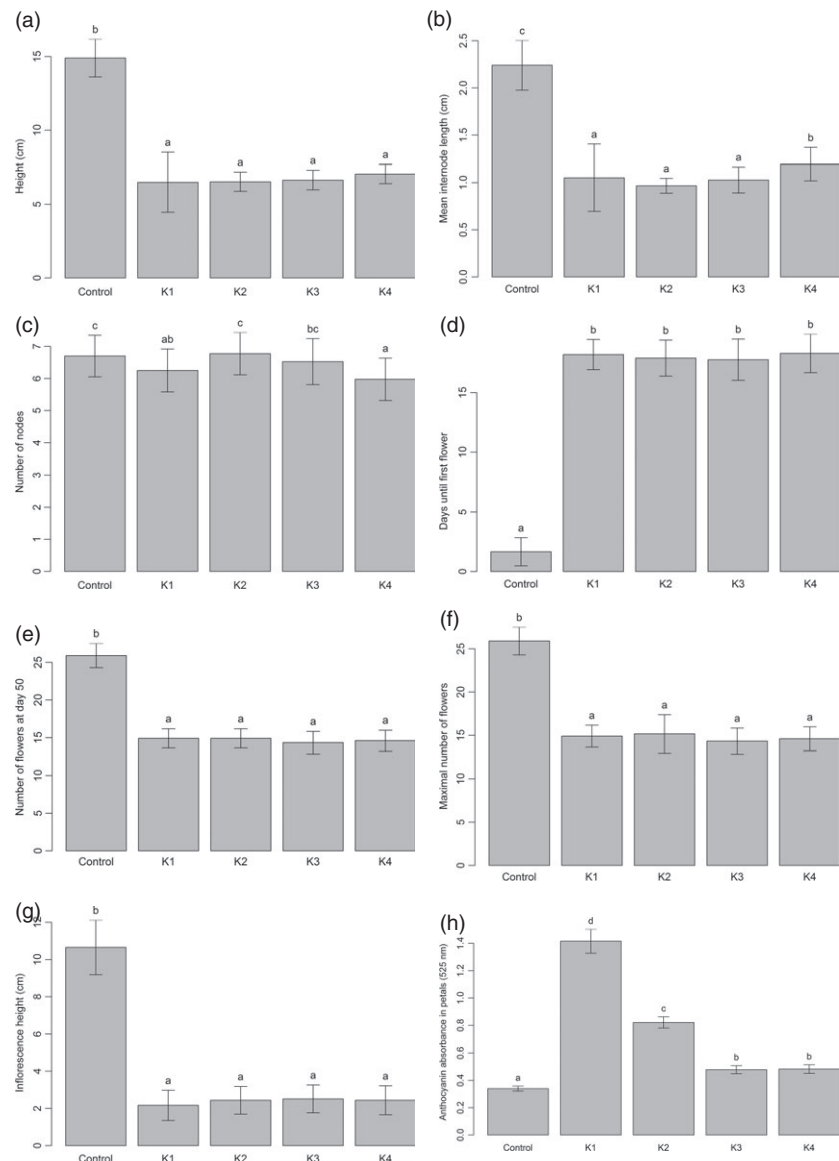 (a)
Height (cm)
0 5 10 15
b a a a a
Control K1 K2 K3 K4
(b)
Mean internode length (cm)
0.0 0.5 1.0 1.5 2.0 2.5
c a a a b
Control K1 K2 K3 K4
(c)
Number of nodes
0 1 2 3 4 5 6 7
c ab c bc a
Control K1 K2 K3 K4
(d)
Days until first flower
0 5 10 15
a b b b b
Control K1 K2 K3 K4
(e)
Number of flowers at day 50
0 5 10 15 20 25
b a a a a
Control K1 K2 K3 K4
(f)
Maximal number of flowers
0 5 10 15 20 25
b a a a a
Control K1 K2 K3 K4
(g)
Inflorescence height (cm)
0 2 4 6 8 10 12
b a a a a
Control K1 K2 K3 K4
(h)
Anthocyanin absorbance in petals (525 nm)
0.0 0.2 0.4 0.6 0.8 1.0 1.2 1.4
a d c b b
Control K1 K2 K3 K4